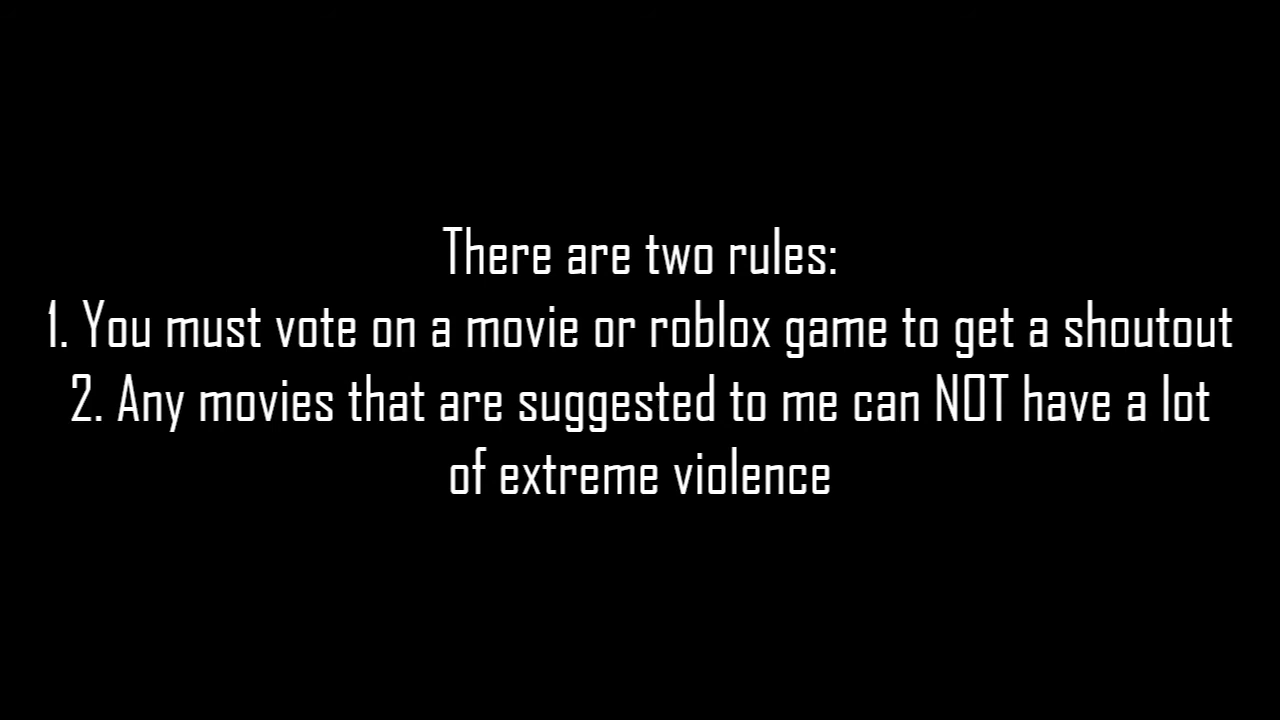 There are two rules:
1. You must vote on a movie or roblox game to get a shoutout
2. Any movies that are suggested to me can NOT have a lot
of extreme violence